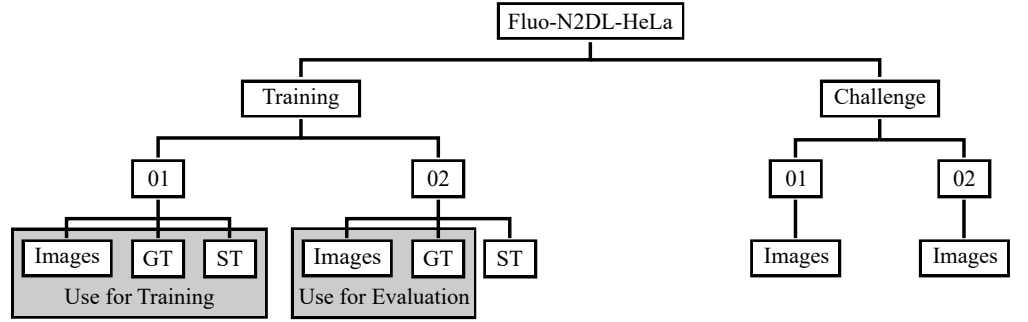 Fluo-N2DL-HeLa
Training
Challenge
01
02
01
02
Images
GT
ST
Images
GT
ST
Images
Images
Use for Training
Use for Evaluation